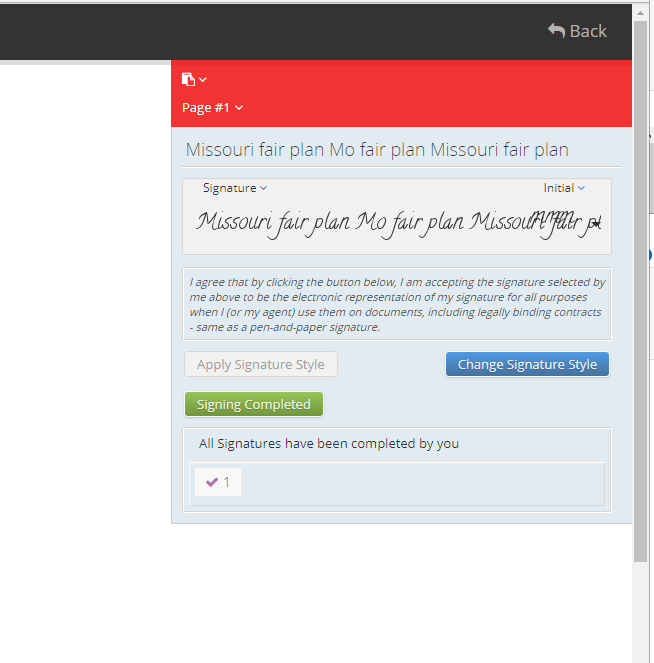 Back
Page #1
Missouri fair plan Mo fair plan Missouri fair plan
Signature Initial
Missouri fair plan Mo fair plan Missouri fair
I agree that by clicking the button below, I am accepting the signature selected by
me above to be the electronic representation of my signature for all purposes
when I (or my agent) use them on documents, including legally binding contracts
- same as a pen-and-paper signature.
Apply Signature Style Change Signature Style
Signing Completed
All Signatures have been completed by you
1